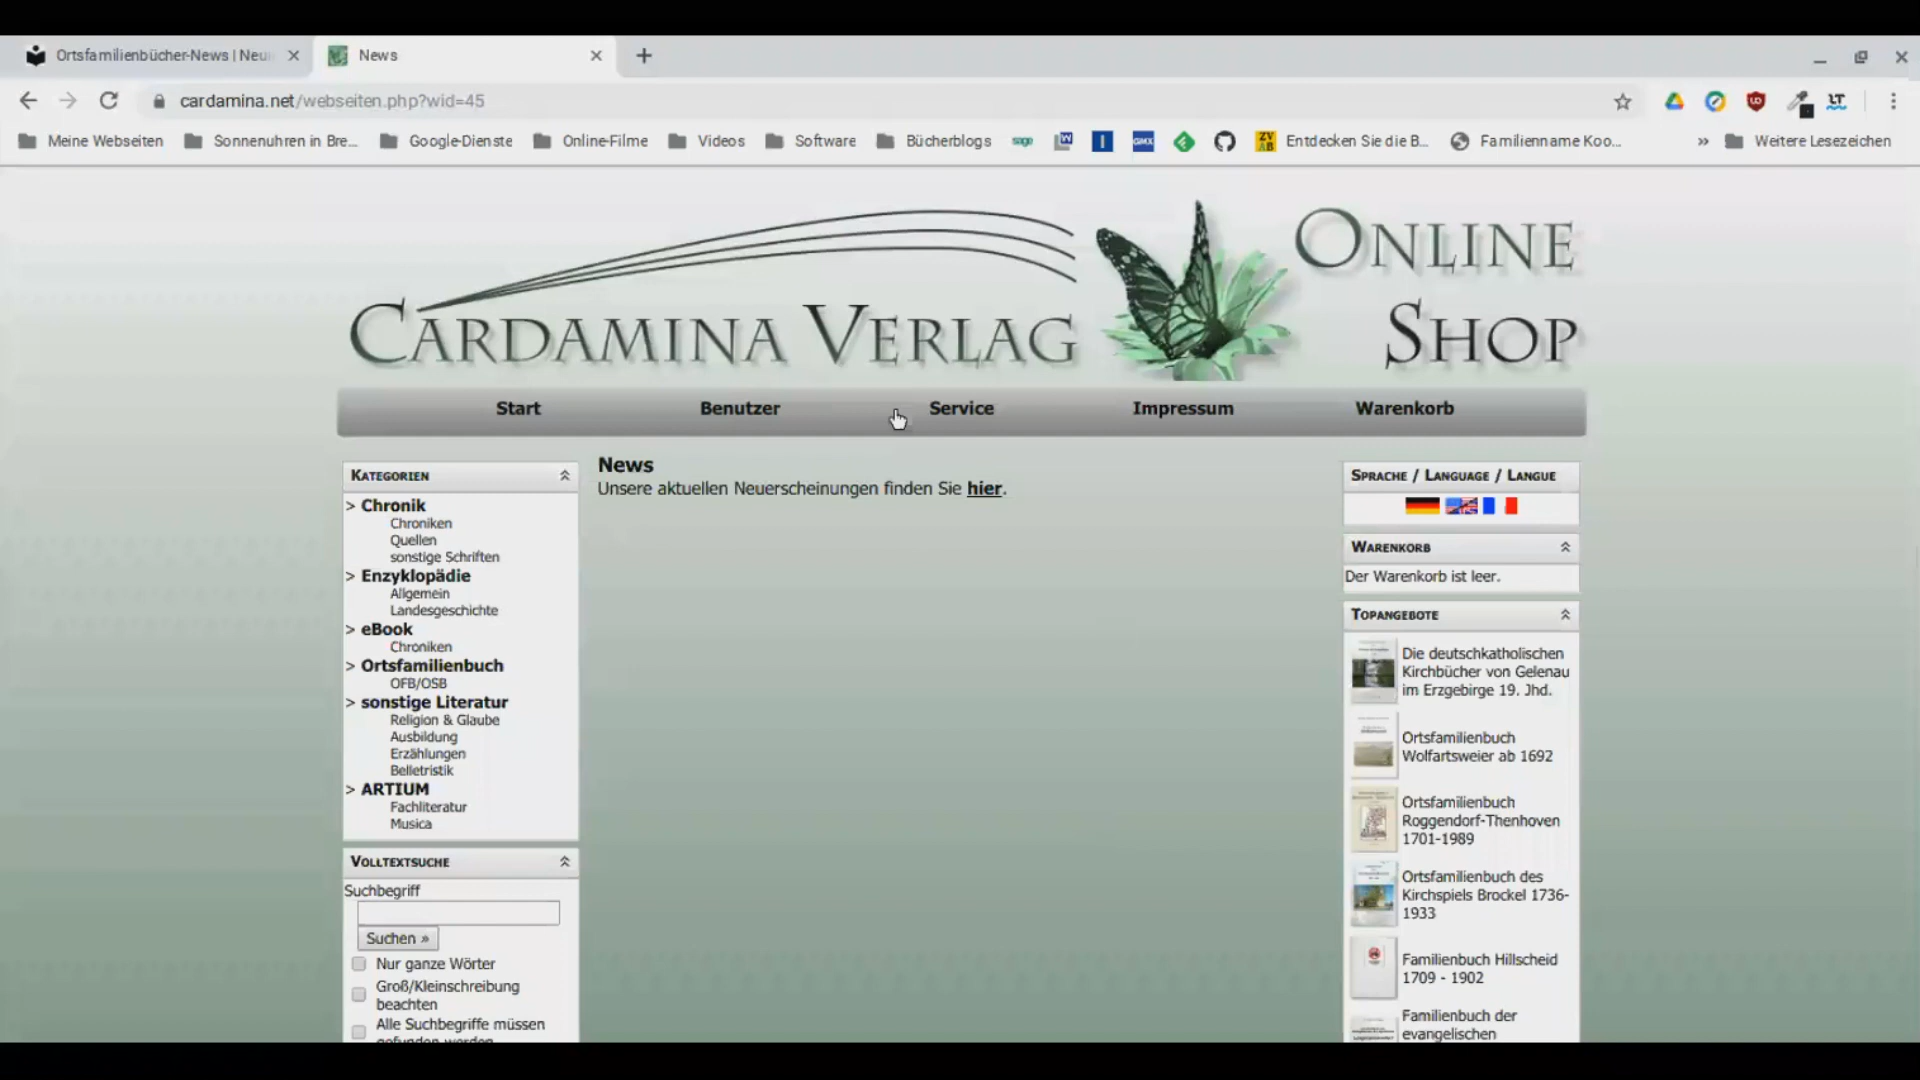 Ortsfamilienbücher-News | Neu
News
cardamina.net/webseiten.php?wid=45
Meine Webseiten
Sonnenuhren in Bre...
Google-Dienste
Online-Filme
Videos
Software
Bücherblogs
sago
W
I
GMX
ZV
AB
Entdecken Sie die B...
Familienname Koo...
»
Weitere Lesezeichen
CARDAMINA VERLAG
ONLINE
SHOP
Start
Benutzer
Service
Impressum
Warenkorb
KATEGORIEN
> Chronik
Chroniken
Quellen
sonstige Schriften
> Enzyklopädie
Allgemein
Landesgeschichte
> eBook
Chroniken
> Ortsfamilienbuch
OFB/OSB
> sonstige Literatur
Religion & Glaube
Ausbildung
Erzählungen
Belletristik
> ARTIUM
Fachliteratur
Musica
VOLLTEXTSUCHE
Suchbegriff
Suchen »
Nur ganze Wörter
Groß/Kleinschreibung
beachten
Alle Suchbegriffe müssen
gefunden werden
News
Unsere aktuellen Neuerscheinungen finden Sie hier.
SPRACHE / LANGUAGE / LANGUE
WARENKORB
Der Warenkorb ist leer.
TOPANGEBOTE
Die deutschkatholischen
Kirchbücher von Gelenau
im Erzgebirge 19. Jhd.
Ortsfamilienbuch
Wolfartsweier ab 1692
Ortsfamilienbuch
Roggendorf-Thenhoven
1701-1989
Ortsfamilienbuch des
Kirchspiels Brockel 1736-
1933
Familienbuch Hillscheid
1709 - 1902
Familienbuch der
evangelischen